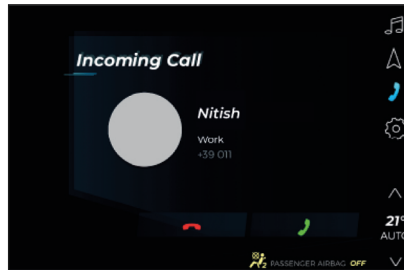 Incoming Call
Nitish
Work
+39 011
21°
AUTO
PASSENGER AIRBAG OFF